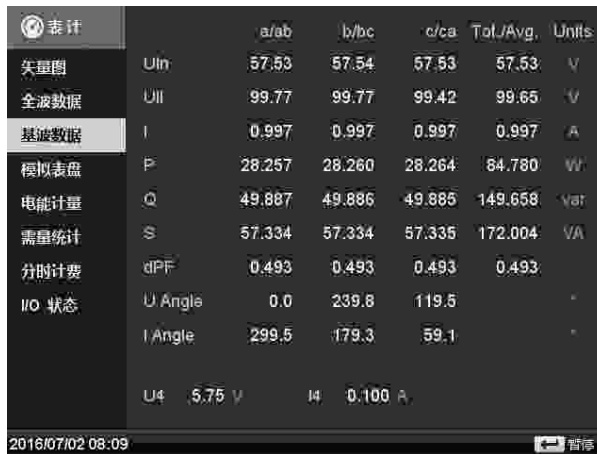 表计
a/ab b/bc c/ca Tot./Avg. Units
矢量图 Uln 57.53 57.54 57.53 57.53 V
全波数据 Ull 99.77 99.77 99.42 99.65 V
基波数据 I 0.997 0.997 0.997 0.997 A
模拟表盘 P 28.257 28.260 28.264 84.780 W
电能计量 Q 49.887 49.886 49.885 149.658 var
需量统计 S 57.334 57.334 57.335 172.004 VA
分时计费 dPF 0.493 0.493 0.493 0.493
I/O 状态 U Angle 0.0 239.8 119.5 °
I Angle 299.5 179.3 59.1 °
U4 5.75 V I4 0.100 A
2016/07/02 08:09 暂停